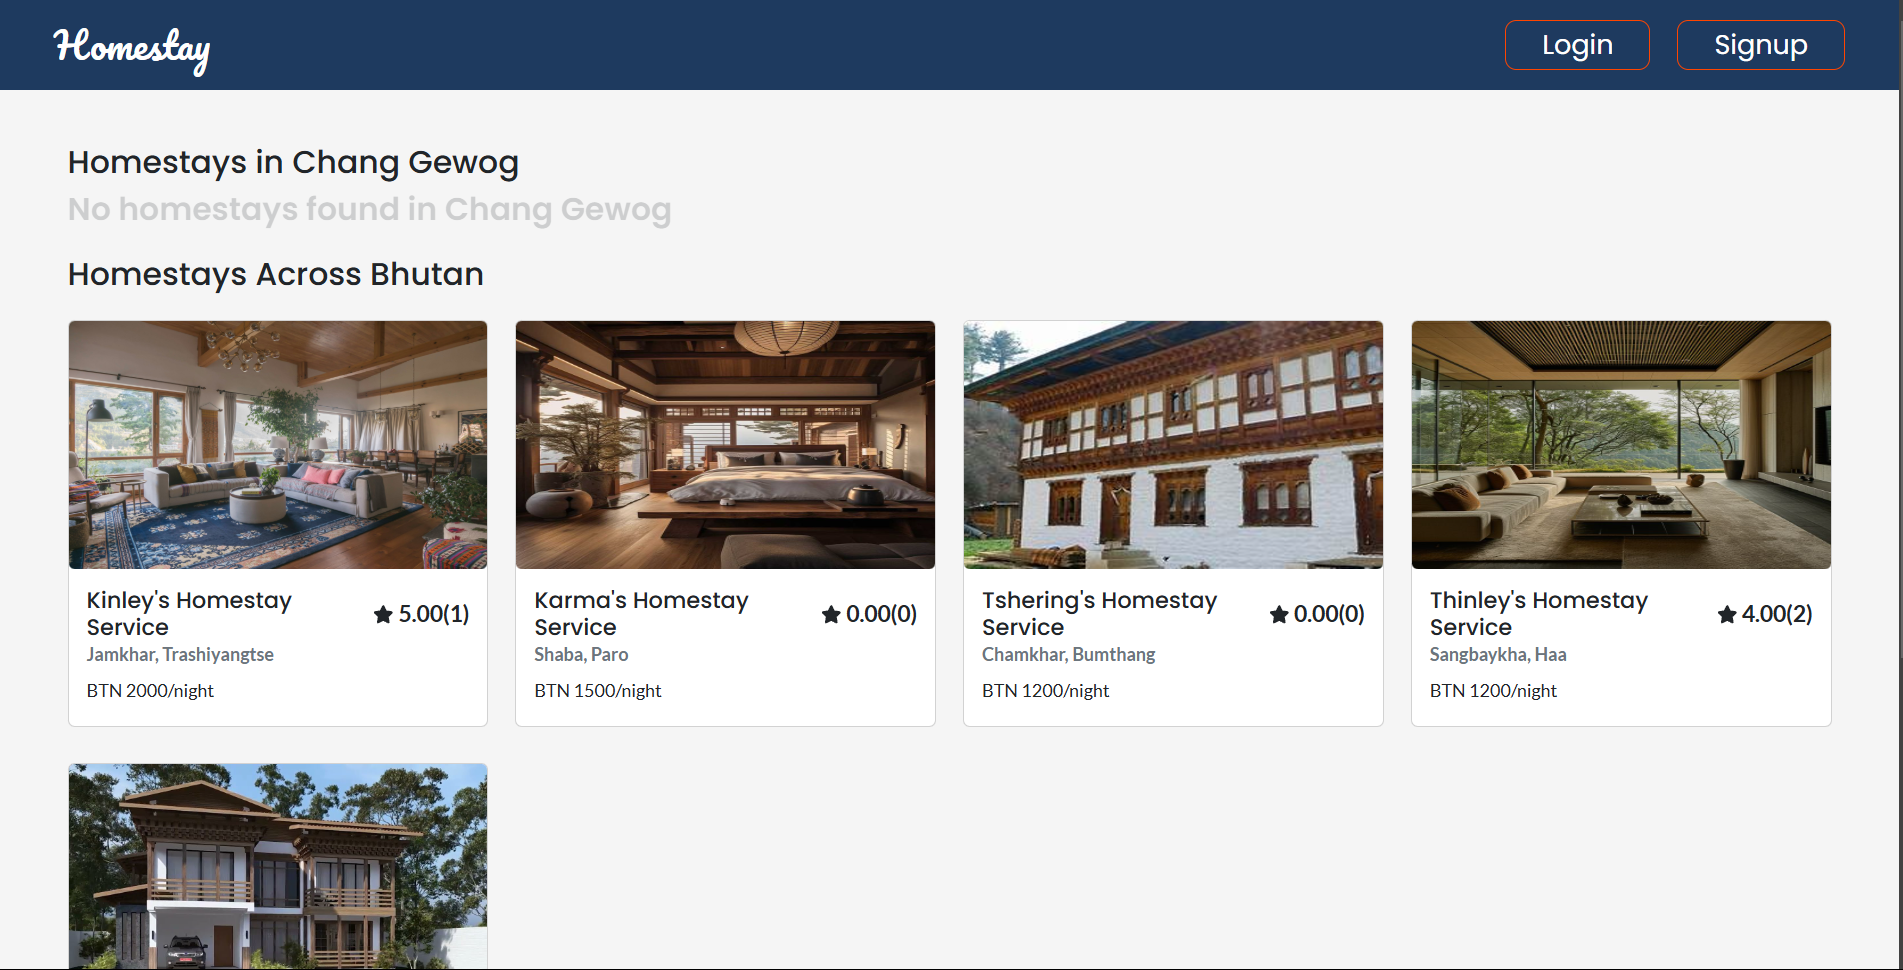 Homestay
Login
Signup
Homestays in Chang Gewog
No homestays found in Chang Gewog
Homestays Across Bhutan
Kinley's Homestay
Service
5.00(1)
Jamkhar, Trashiyangtse
BTN 2000/night
Karma's Homestay
Service
0.00(0)
Shaba, Paro
BTN 1500/night
Tshering's Homestay
Service
0.00(0)
Chamkhar, Bumthang
BTN 1200/night
Thinley's Homestay
Service
4.00(2)
Sangbaykha, Haa
BTN 1200/night